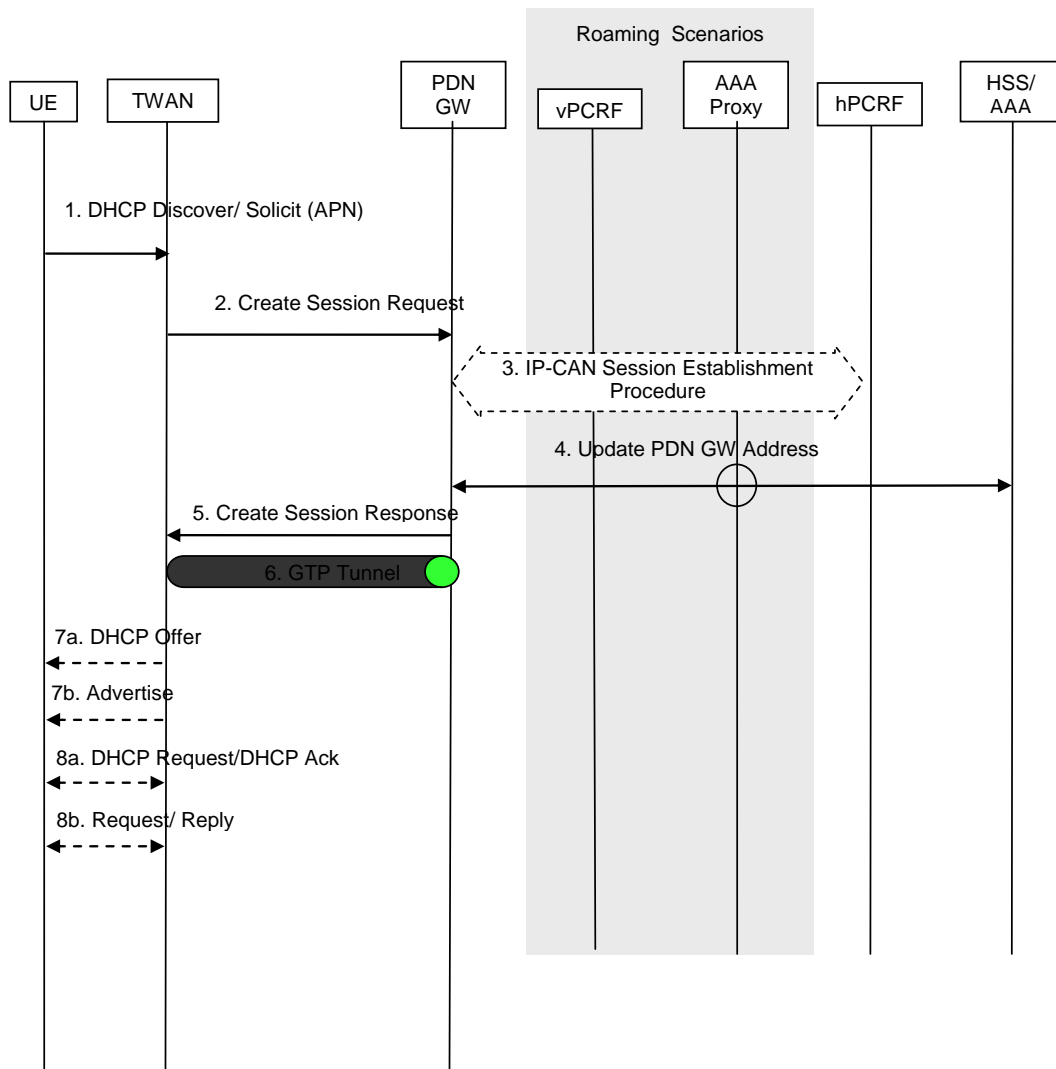 Roaming Scenarios
UE
TWAN
PDN
GW
vPCRF
AAA
Proxy
hPCRF
HSS/
AAA
1. DHCP Discover/ Solicit (APN)
2. Create Session Request
3. IP-CAN Session Establishment
Procedure
4. Update PDN GW Address
5. Create Session Response
6. GTP Tunnel
7a. DHCP Offer
7b. Advertise
8a. DHCP Request/DHCP Ack
8b. Request/ Reply